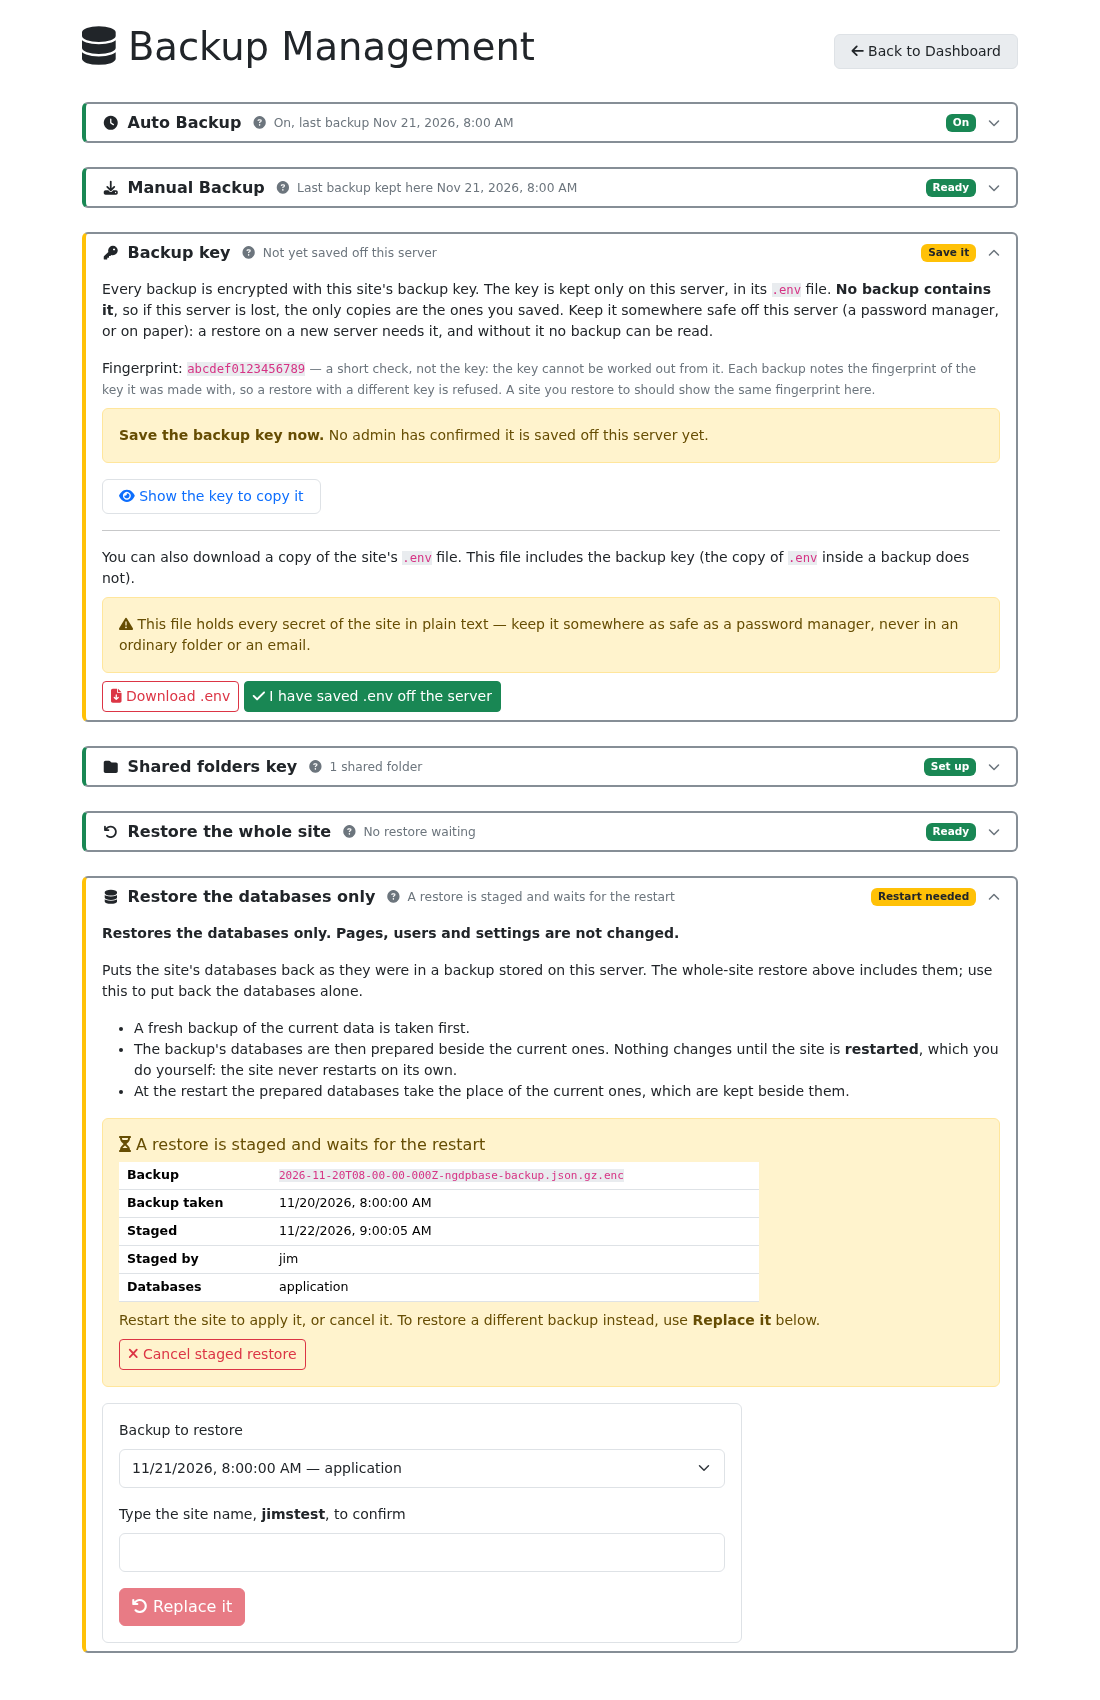 Backup Management
Back to Dashboard
Auto Backup On, last backup Nov 21, 2026, 8:00 AM On
Manual Backup Last backup kept here Nov 21, 2026, 8:00 AM Ready
Backup key Not yet saved off this server Save it
Every backup is encrypted with this site's backup key. The key is kept only on this server, in its .env file. No backup contains
it, so if this server is lost, the only copies are the ones you saved. Keep it somewhere safe off this server (a password manager,
or on paper): a restore on a new server needs it, and without it no backup can be read.
Fingerprint: abcdef0123456789 — a short check, not the key: the key cannot be worked out from it. Each backup notes the fingerprint of the
key it was made with, so a restore with a different key is refused. A site you restore to should show the same fingerprint here.
Save the backup key now. No admin has confirmed it is saved off this server yet.
Show the key to copy it
You can also download a copy of the site's .env file. This file includes the backup key (the copy of .env inside a backup does
not).
This file holds every secret of the site in plain text — keep it somewhere as safe as a password manager, never in an
ordinary folder or an email.
Download .env I have saved .env off the server
Shared folders key 1 shared folder Set up
Restore the whole site No restore waiting Ready
Restore the databases only A restore is staged and waits for the restart Restart needed
Restores the databases only. Pages, users and settings are not changed.
Puts the site's databases back as they were in a backup stored on this server. The whole-site restore above includes them; use
this to put back the databases alone.
• A fresh backup of the current data is taken first.
• The backup's databases are then prepared beside the current ones. Nothing changes until the site is restarted, which you
do yourself: the site never restarts on its own.
• At the restart the prepared databases take the place of the current ones, which are kept beside them.
A restore is staged and waits for the restart
Backup 2026-11-20T08-00-00-000Z-ngdpbase-backup.json.gz.enc
Backup taken 11/20/2026, 8:00:00 AM
Staged 11/22/2026, 9:00:05 AM
Staged by jim
Databases application
Restart the site to apply it, or cancel it. To restore a different backup instead, use Replace it below.
Cancel staged restore
Backup to restore
11/21/2026, 8:00:00 AM — application
Type the site name, jimstest, to confirm
Replace it